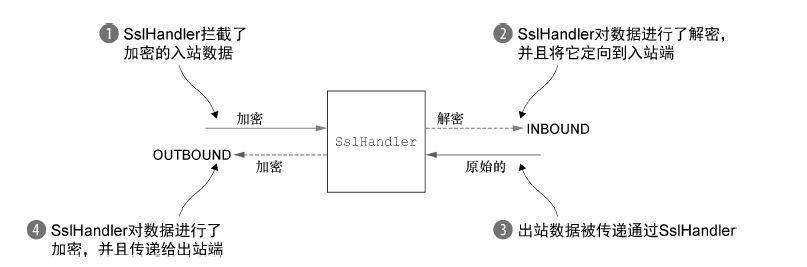 1 SslHandler拦截了
加密的入站数据
2 SslHandler对数据进行了解密，
并且将它定向到入站端
加密
解密
INBOUND
SslHandler
OUTBOUND
加密
原始的
4 SslHandler对数据进行了
加密，并且传递给出站端
3 出站数据被传递通过SslHandler